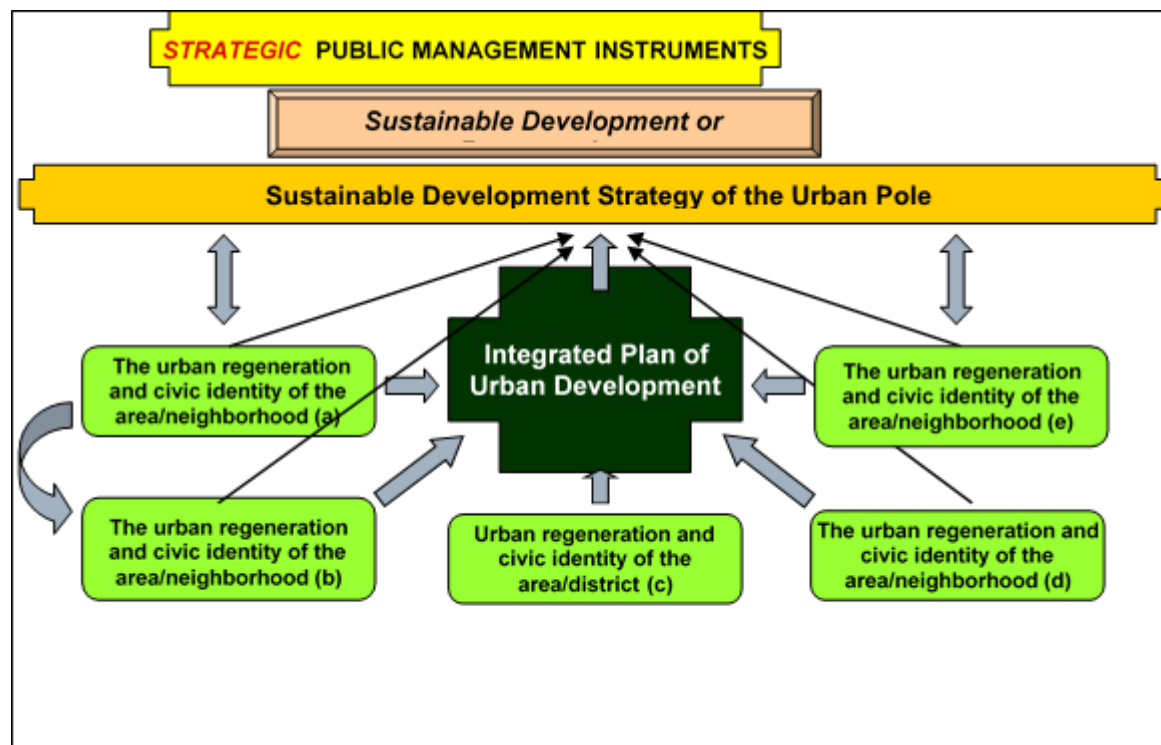 STRATEGIC PUBLIC MANAGEMENT INSTRUMENTS
Sustainable Development or
Sustainable Development Strategy of the Urban Pole
Integrated Plan of
Urban Development
The urban regeneration
and civic identity of the
area/neighborhood (a)
The urban regeneration
and civic identity of the
area/neighborhood (e)
The urban regeneration
and civic identity of the
area/neighborhood (b)
Urban regeneration and
civic identity of the
area/district (c)
The urban regeneration and
civic identity of the
area/neighborhood (d)